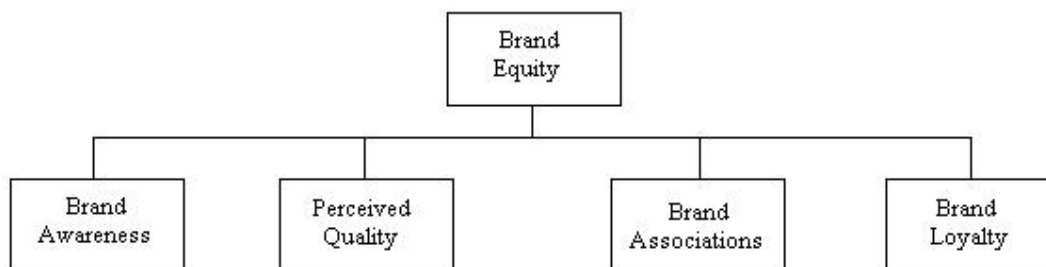 Brand
Equity
Brand
Awareness
Perceived
Quality
Brand
Associations
Brand
Loyalty